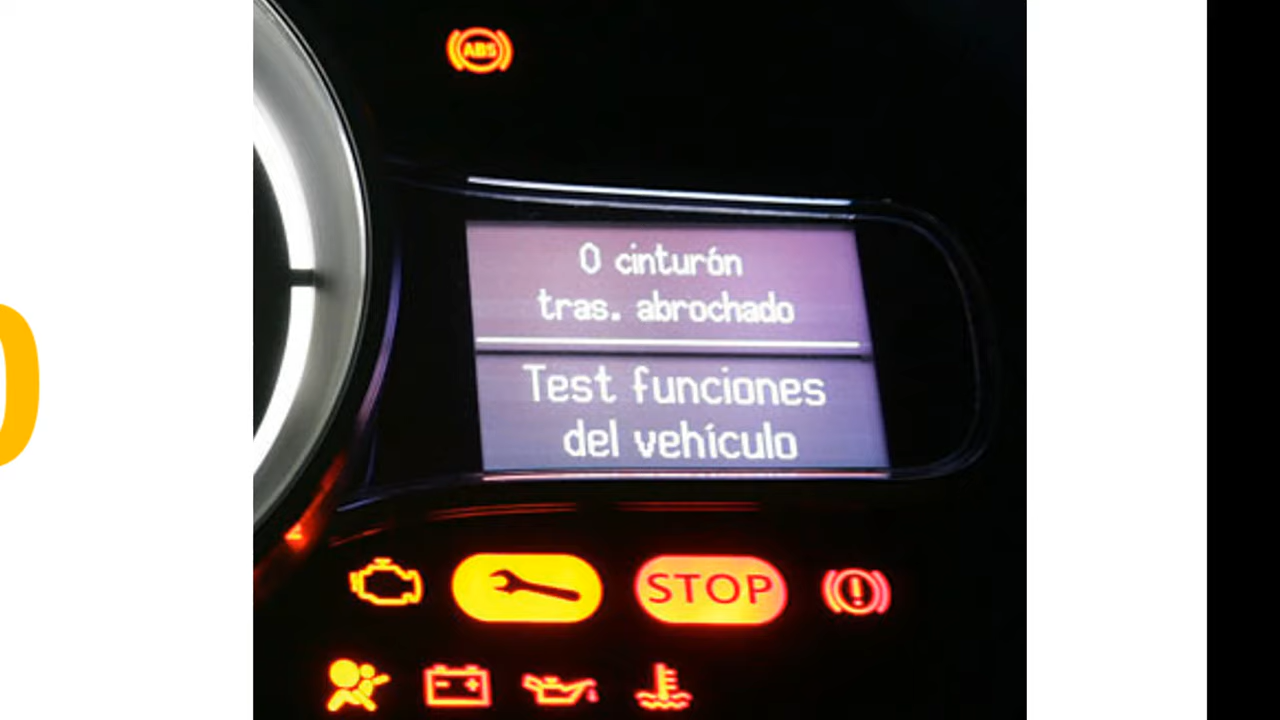 ABS
0 cinturón
tras. abrochado
Test funciones
del vehículo
STOP